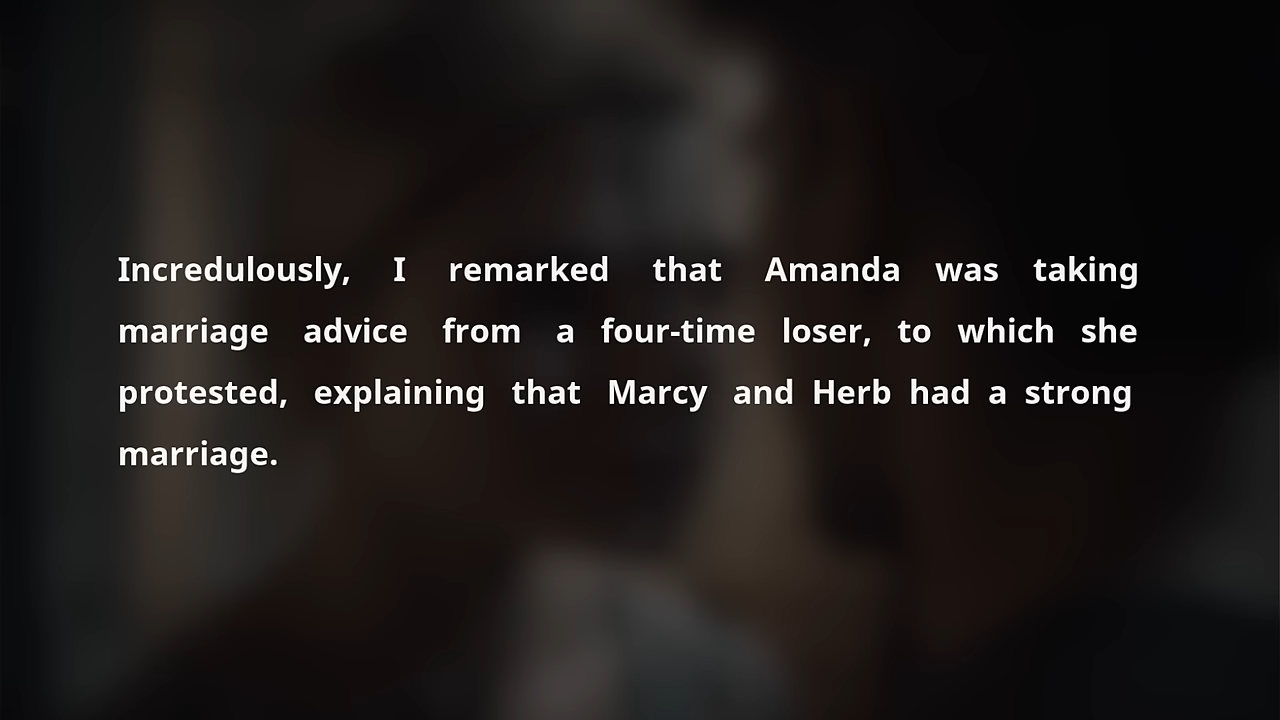 Incredulously, I remarked that Amanda was taking
marriage advice from a four-time loser, to which she
protested, explaining that Marcy and Herb had a strong
marriage.